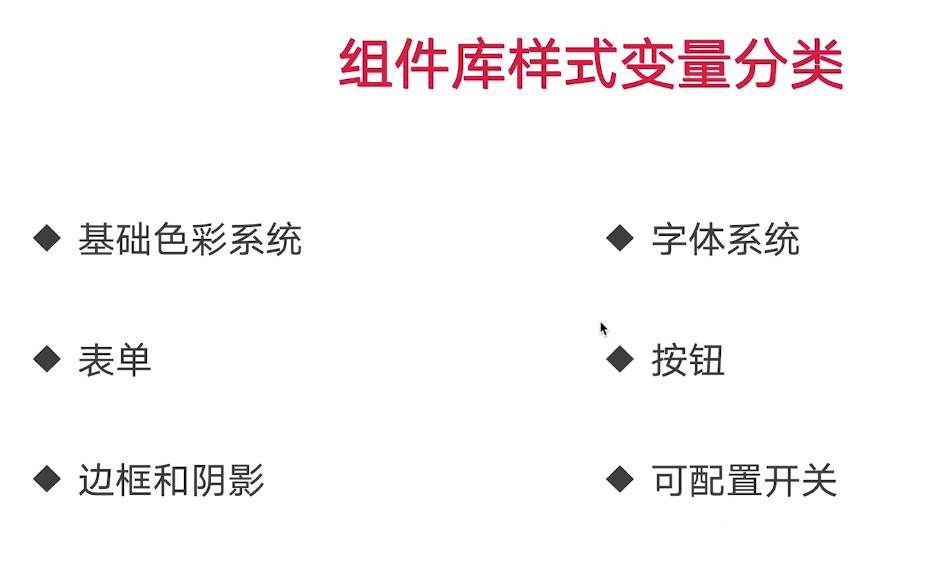 组件库样式变量分类
基础色彩系统
字体系统
表单
按钮
边框和阴影
可配置开关